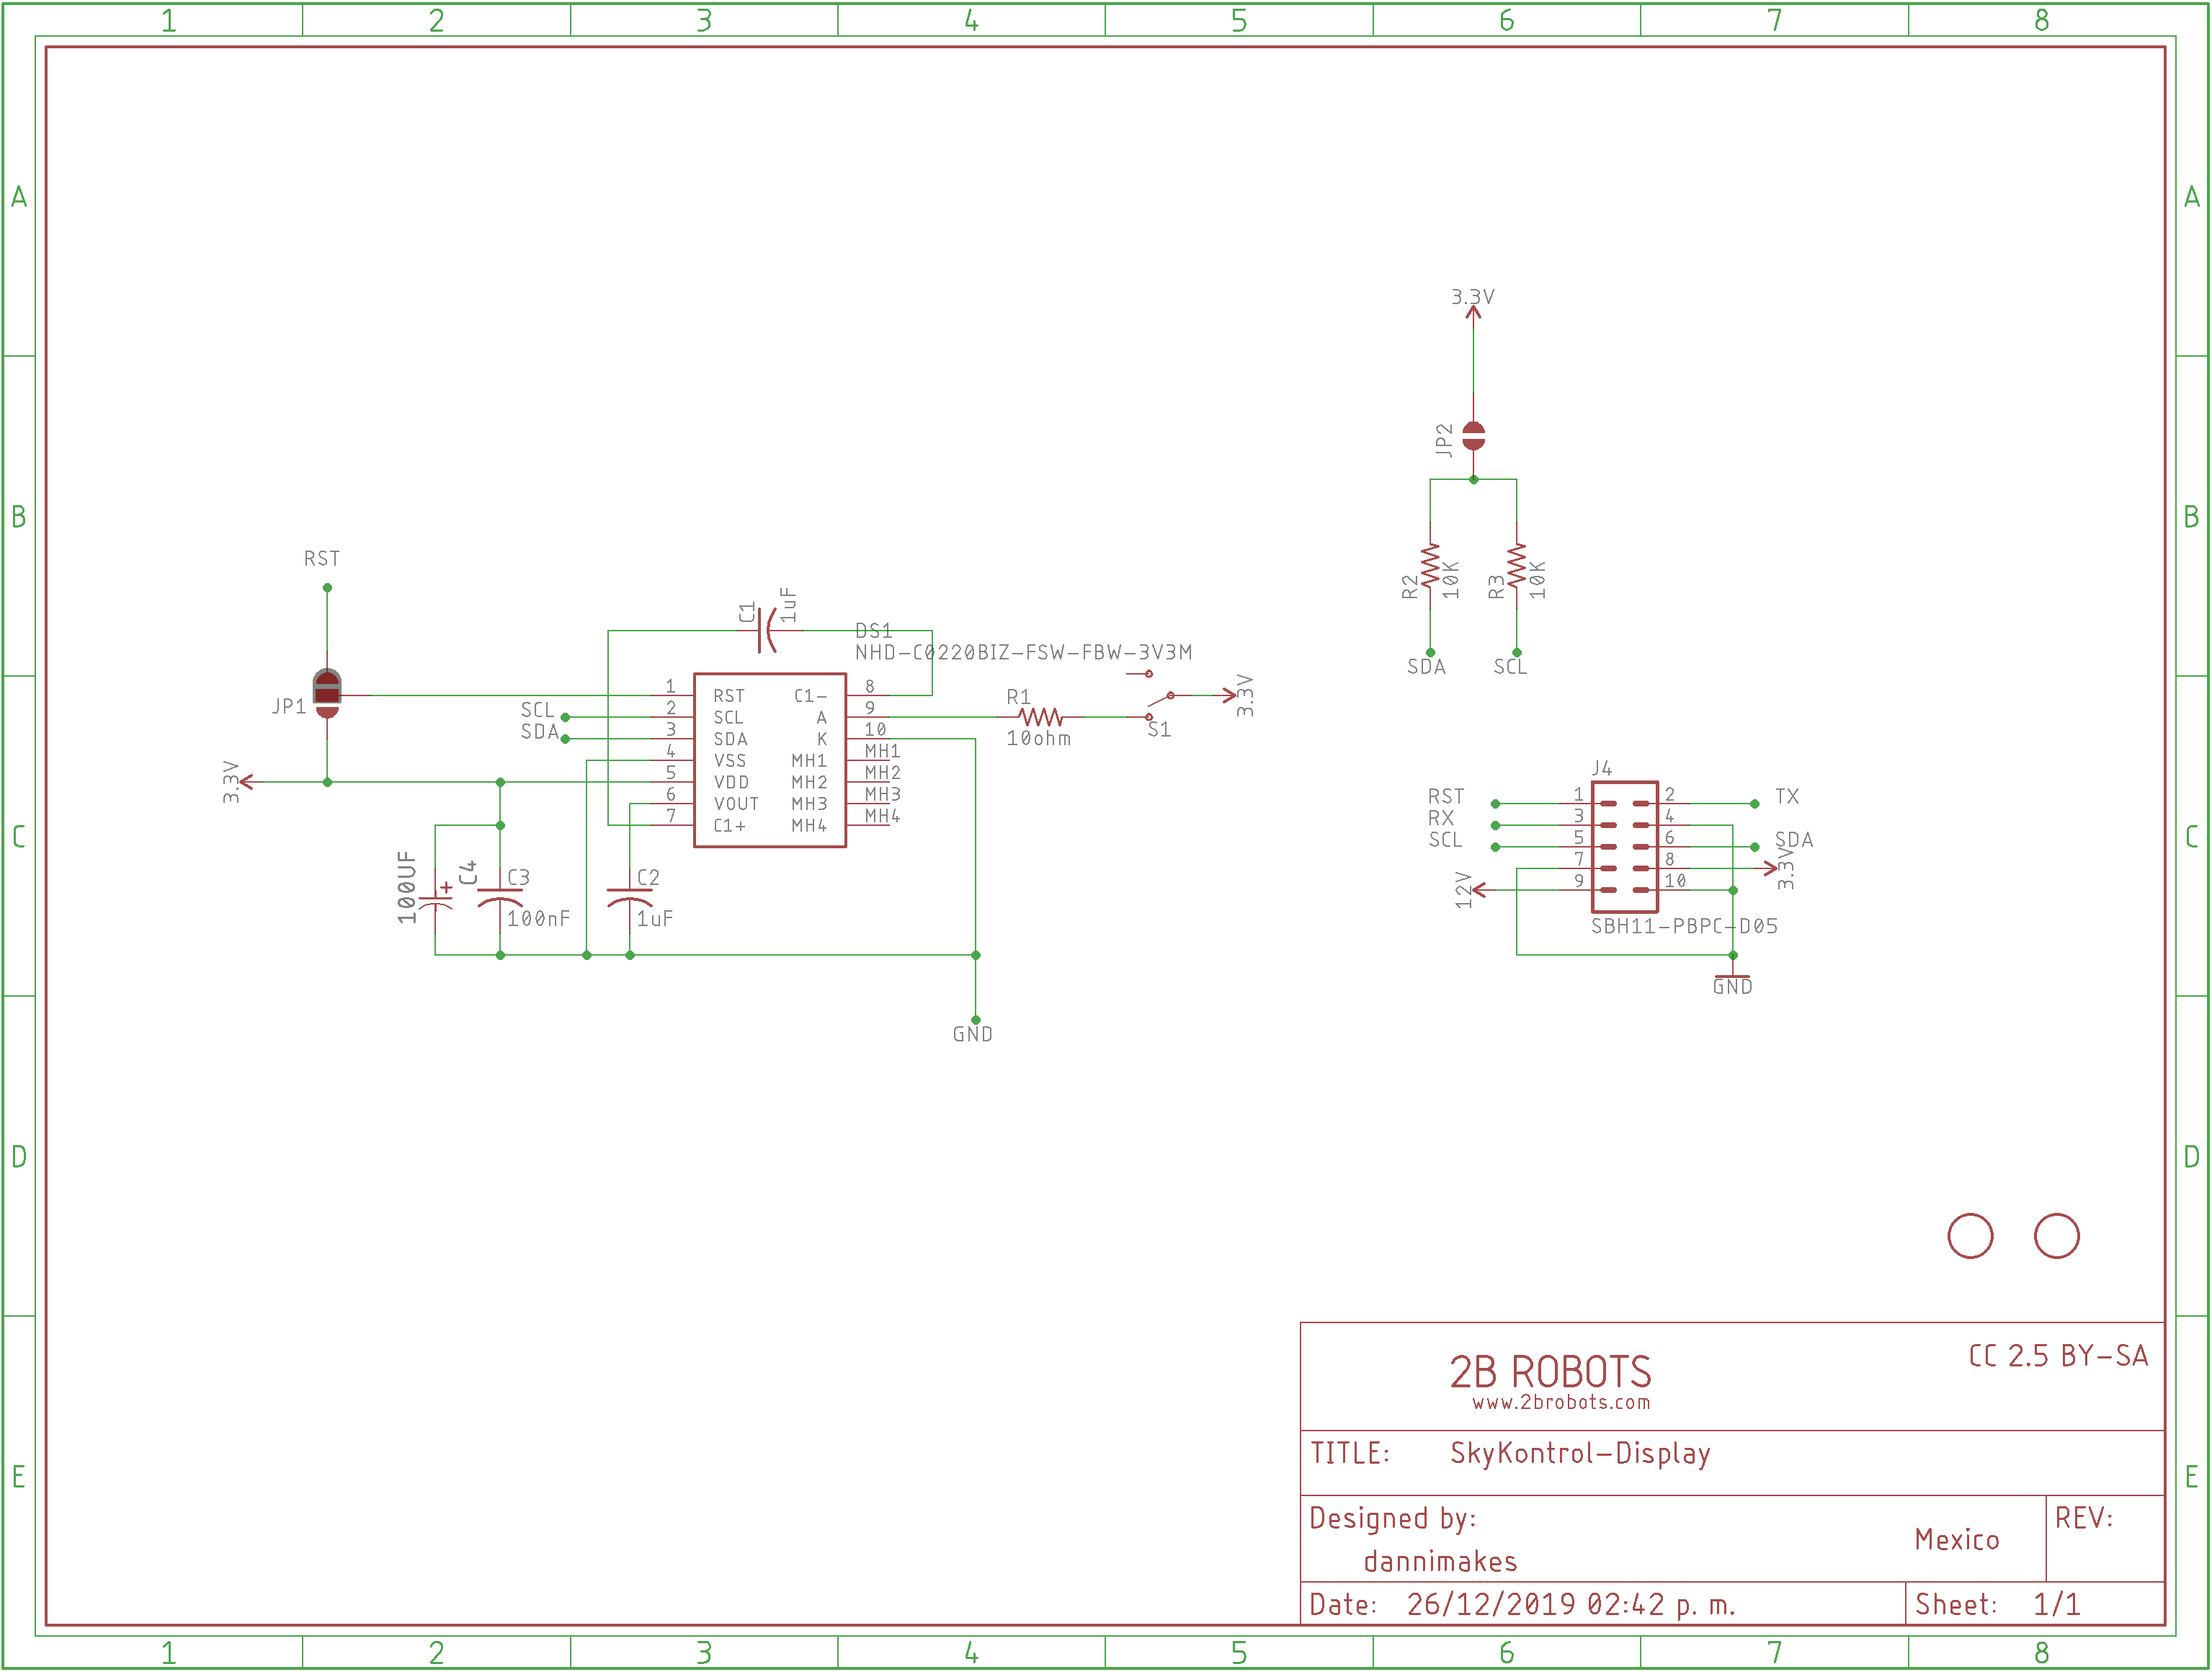 1 2 3 4 5 6 7 8
A A
B B
C C
D D
E E
RST
JP1
3.3V
SCL
SDA
100UF
C4
C3
100nF
C2
1uF
C1
1uF
DS1
NHD-C0220BIZ-FSW-FBW-3V3M
1 RST C1- 8
2 SCL A 9
3 SDA K 10
4 VSS MH1 MH1
5 VDD MH2 MH2
6 VOUT MH3 MH3
7 C1+ MH4 MH4
R1
10ohm
S1
3.3V
GND
3.3V
JP2
R2
10K
R3
10K
SDA SCL
J4
RST 1 2 TX
RX 3 4
SCL 5 6 SDA
7 8 3.3V
12V 9 10
SBH11-PBPC-D05
GND
2B ROBOTS
www.2brobots.com
CC 2.5 BY-SA
TITLE: SkyKontrol-Display
Designed by:
dannimakes
Mexico
REV:
Date: 26/12/2019 02:42 p. m.
Sheet: 1/1
1 2 3 4 5 6 7 8